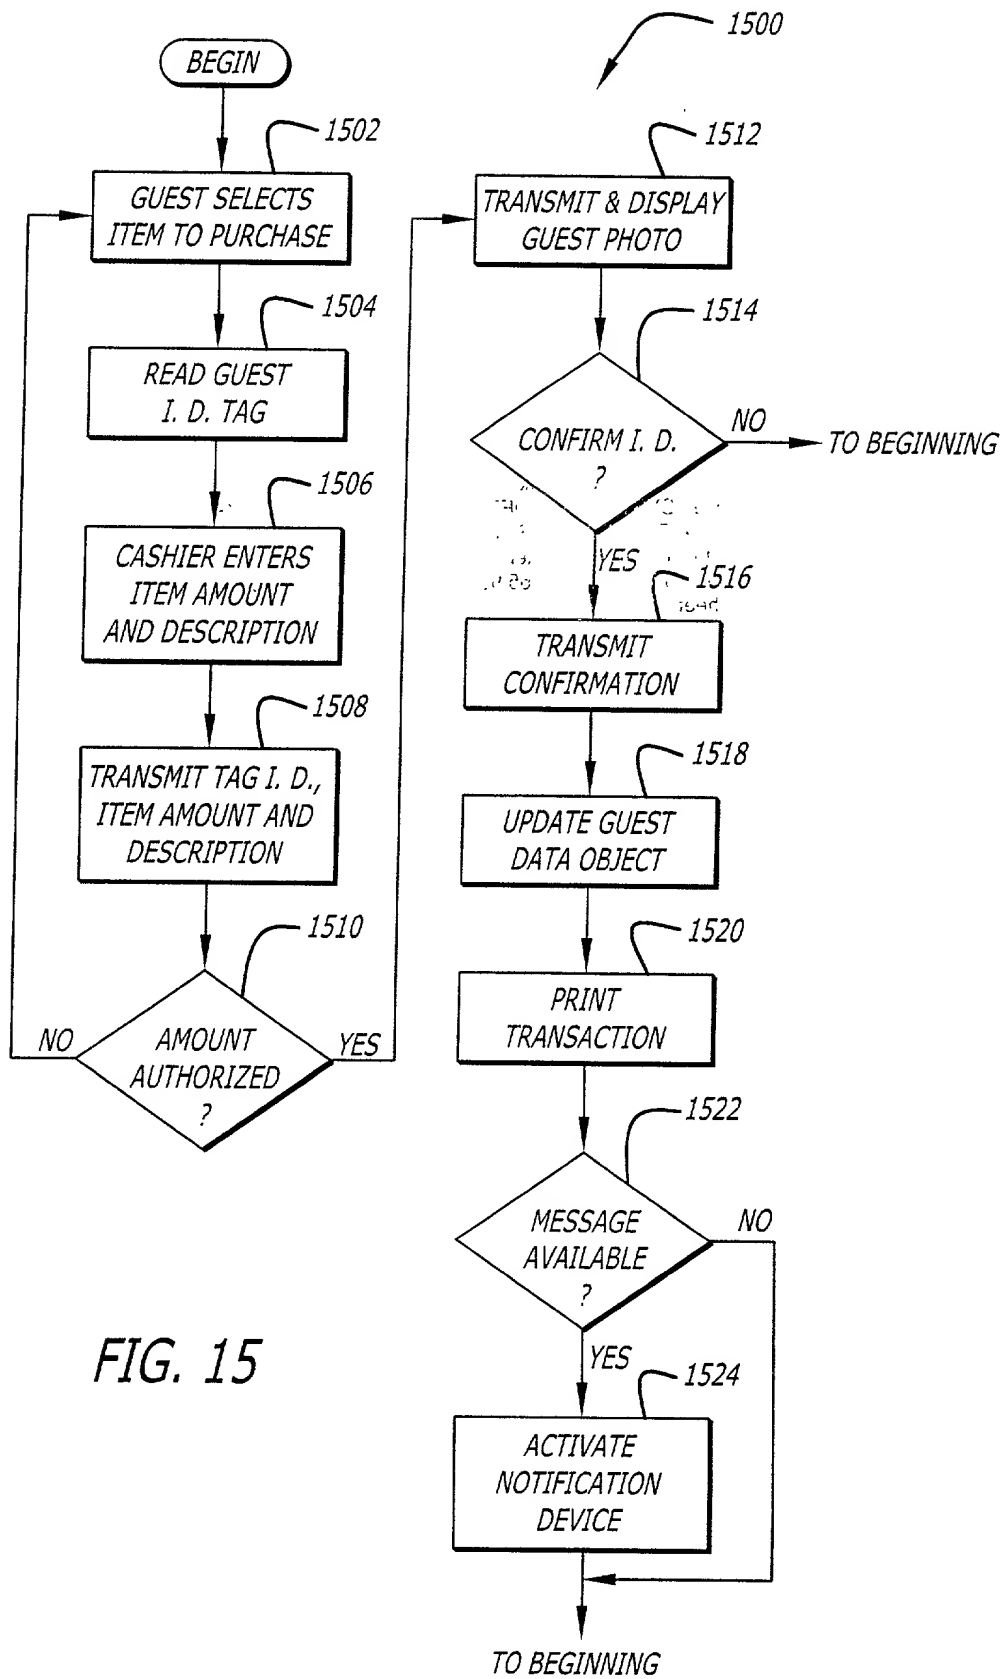 1500
BEGIN
1502
GUEST SELECTS
ITEM TO PURCHASE
1504
READ GUEST
I. D. TAG
1506
CASHIER ENTERS
ITEM AMOUNT
AND DESCRIPTION
1508
TRANSMIT TAG I. D.,
ITEM AMOUNT AND
DESCRIPTION
1510
NO
AMOUNT
AUTHORIZED
?
YES
1512
TRANSMIT & DISPLAY
GUEST PHOTO
1514
CONFIRM I. D.
?
NO
TO BEGINNING
YES
1516
TRANSMIT
CONFIRMATION
1518
UPDATE GUEST
DATA OBJECT
1520
PRINT
TRANSACTION
1522
MESSAGE
AVAILABLE
?
NO
YES
1524
ACTIVATE
NOTIFICATION
DEVICE
TO BEGINNING
FIG. 15